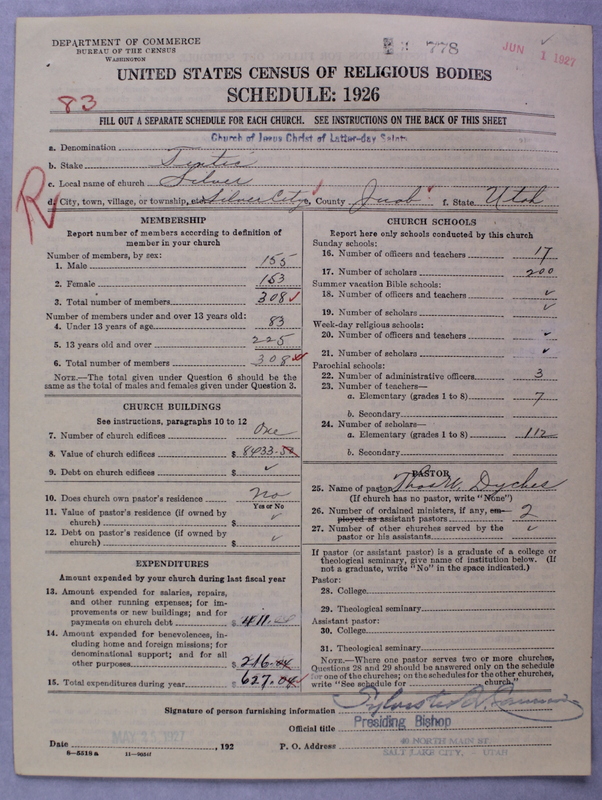 DEPARTMENT OF COMMERCE
BUREAU OF THE CENSUS
WASHINGTON
778
JUN 1 1927
UNITED STATES CENSUS OF RELIGIOUS BODIES
SCHEDULE: 1926
83
FILL OUT A SEPARATE SCHEDULE FOR EACH CHURCH. SEE INSTRUCTIONS ON THE BACK OF THIS SHEET
Church of Jesus Christ of Latter-day Saints
a. Denomination
b. Stake Tintic
c. Local name of church Silver
R
d. City, town, village, or township, Silver City, County Juab f. State Utah
MEMBERSHIP
Report number of members according to definition of member in your church
Number of members, by sex:
1. Male 155
2. Female 153
3. Total number of members 308
Number of members under and over 13 years old:
4. Under 13 years of age 83
5. 13 years old and over 225
6. Total number of members 308
NOTE.—The total given under Question 6 should be the
same as the total of males and females given under Question 3.
CHURCH BUILDINGS
See instructions, paragraphs 10 to 12
7. Number of church edifices One
8. Value of church edifices $ 8433.
9. Debt on church edifices $ ✓
10. Does church own pastor's residence No
Yes or No
11. Value of pastor's residence (if owned by
church) $ ✓
12. Debt on pastor's residence (if owned by
church) $ ✓
EXPENDITURES
Amount expended by your church during last fiscal year
13. Amount expended for salaries, repairs,
and other running expenses; for im-
provements or new buildings; and for
payments on church debt $ 411.
14. Amount expended for benevolences, in-
cluding home and foreign missions; for
denominational support; and for all
other purposes $ 216.04
15. Total expenditures during year $ 627.04
CHURCH SCHOOLS
Report here only schools conducted by this church
Sunday schools:
16. Number of officers and teachers 17
17. Number of scholars 200
Summer vacation Bible schools:
18. Number of officers and teachers ✓
19. Number of scholars ✓
Week-day religious schools:
20. Number of officers and teachers ✓
21. Number of scholars ✓
Parochial schools:
22. Number of administrative officers 3
23. Number of teachers—
a. Elementary (grades 1 to 8) 7
b. Secondary
24. Number of scholars—
a. Elementary (grades 1 to 8) 112
b. Secondary
PASTOR
25. Name of pastor Thos W. Dyches
(If church has no pastor, write "None")
26. Number of ordained ministers, if any, em-
ployed as assistant pastors 2
27. Number of other churches served by the
pastor or his assistants ✓
If pastor (or assistant pastor) is a graduate of a college or
theological seminary, give name of institution below. (If
not a graduate, write "No" in the space indicated.)
Pastor:
28. College
29. Theological seminary
Assistant pastor:
30. College
31. Theological seminary
NOTE.—Where one pastor serves two or more churches,
Questions 28 and 29 should be answered only on the schedule
for one of the churches; on the schedules for the other churches,
write "See schedule for church."
Signature of person furnishing information Sylvester Q. Cannon
Official title Presiding Bishop
Date MAY 25 1927, 192 P. O. Address 40 NORTH MAIN ST
SALT LAKE CITY, UTAH
8—5518 a